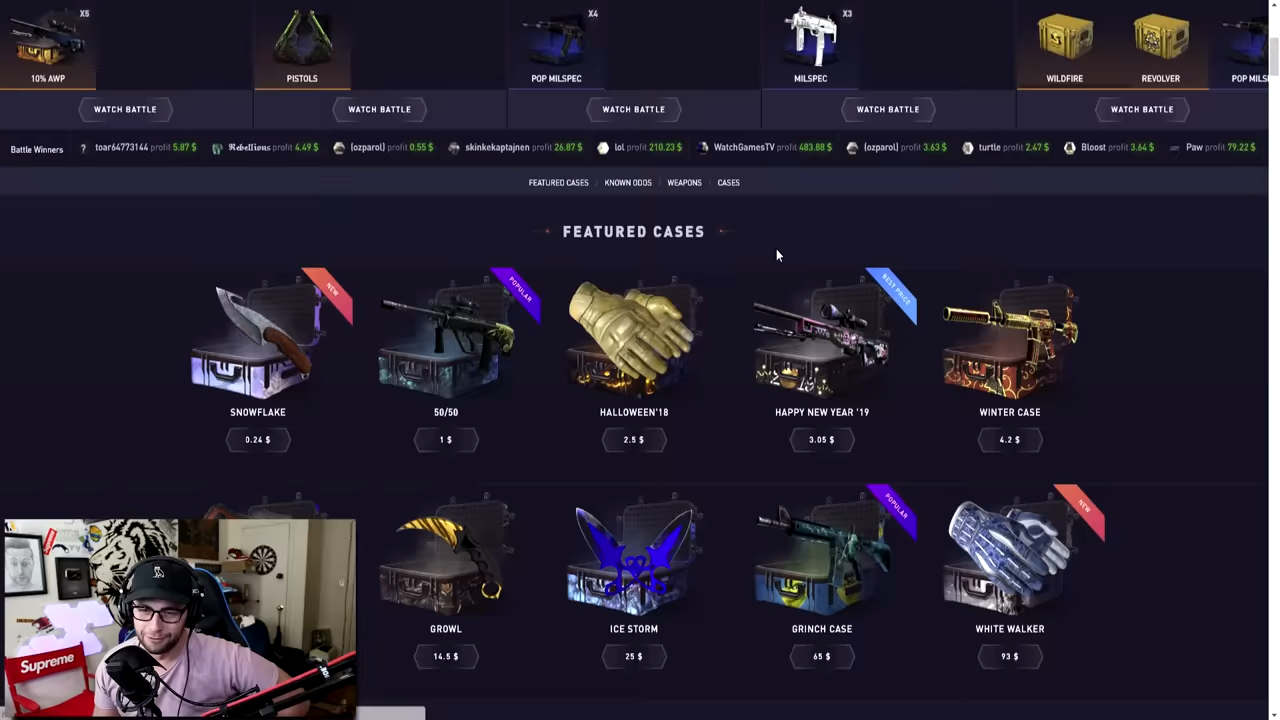 X5
X4
X3
10% AWP
PISTOLS
POP MILSPEC
MILSPEC
WILDFIRE
REVOLVER
POP MILS
WATCH BATTLE
WATCH BATTLE
WATCH BATTLE
WATCH BATTLE
WATCH BATTLE
Battle Winners
toar64773144 profit 5.87 $
ℜebellious profit 4.49 $
(ozparol) profit 0.55 $
skinkekaptajnen profit 26.87 $
lol profit 210.23 $
WatchGamesTV profit 483.88 $
(ozparol) profit 3.63 $
turtle profit 2.47 $
Bloost profit 3.64 $
Paw profit 79.22 $
FEATURED CASES / KNOWN ODDS / WEAPONS / CASES
FEATURED CASES
NEW
POPULAR
BEST PRICE
SNOWFLAKE
50/50
HALLOWEEN'18
HAPPY NEW YEAR '19
WINTER CASE
0.24 $
1 $
2.5 $
3.05 $
4.2 $
POPULAR
NEW
GROWL
ICE STORM
GRINCH CASE
WHITE WALKER
14.5 $
25 $
65 $
93 $
Supreme